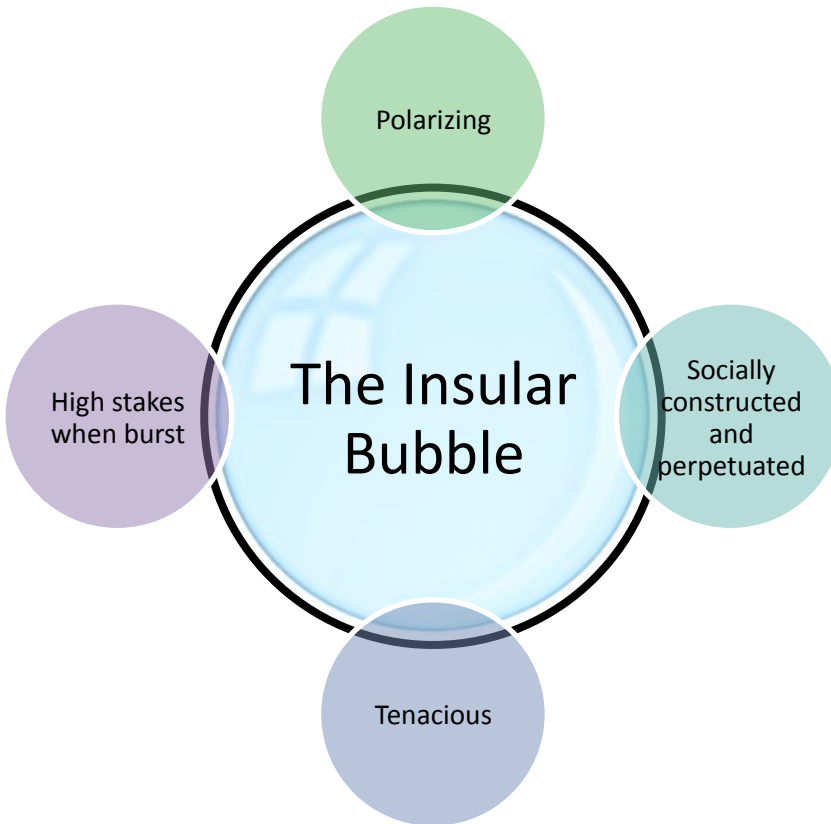 Polarizing
The Insular
Bubble
Socially
constructed
and
perpetuated
High stakes
when burst
Tenacious